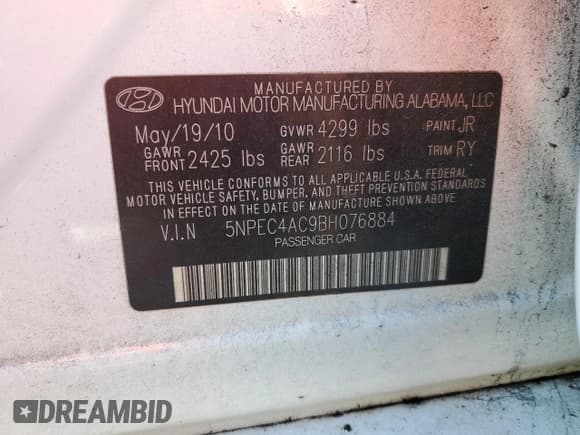 MANUFACTURED BY
HYUNDAI MOTOR MANUFACTURING ALABAMA, LLC
May/19/10 GVWR 4299 lbs PAINT JR
GAWR FRONT 2425 lbs GAWR REAR 2116 lbs TRIM RY
THIS VEHICLE CONFORMS TO ALL APPLICABLE U.S.A. FEDERAL
MOTOR VEHICLE SAFETY, BUMPER, AND THEFT PREVENTION STANDARDS
IN EFFECT ON THE DATE OF MANUFACTURE SHOWN ABOVE.
V.I.N 5NPEC4AC9BH076884
PASSENGER CAR
DREAMBID